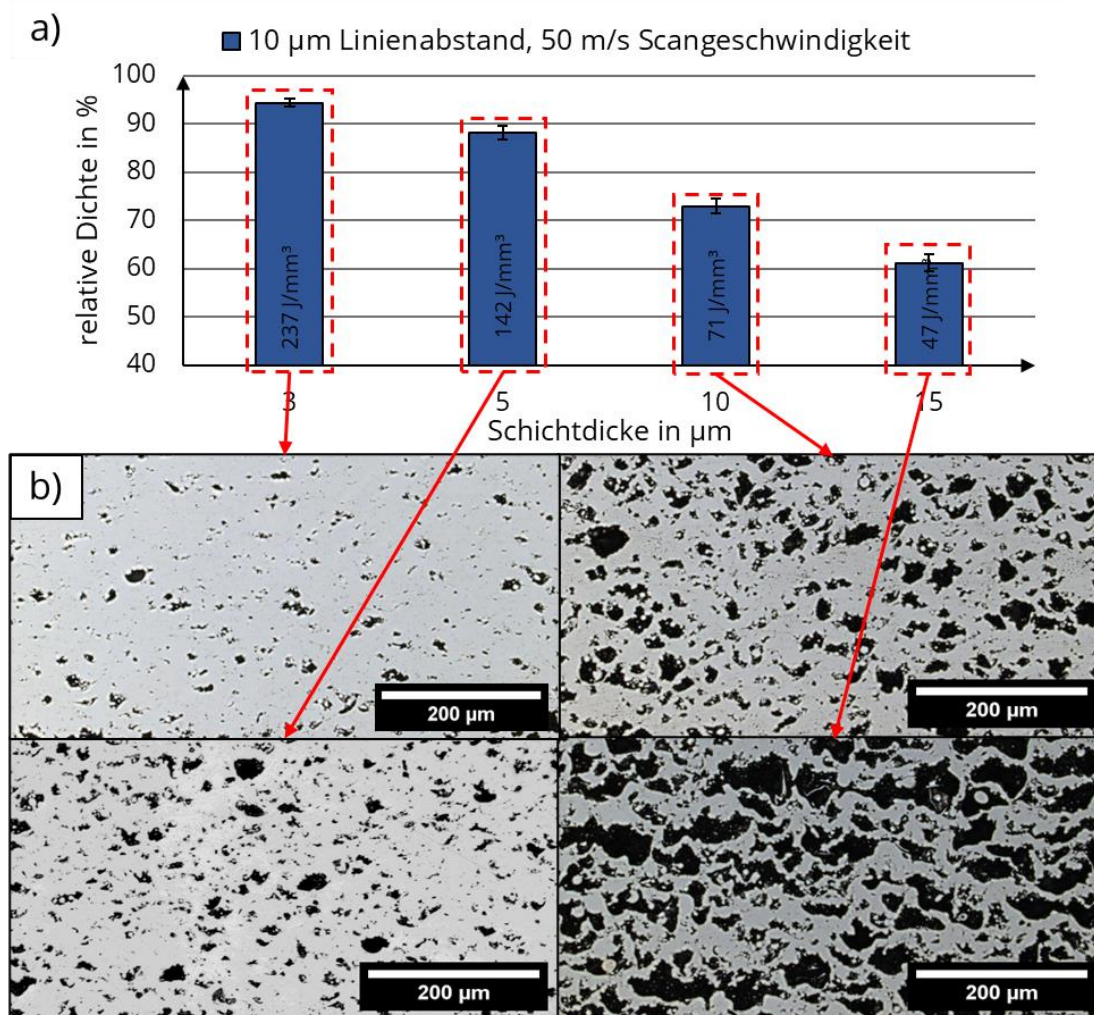 a)
10 µm Linienabstand, 50 m/s Scangeschwindigkeit
relative Dichte in %
100
90
80
70
60
50
40
237 J/mm³
142 J/mm³
71 J/mm³
47 J/mm³
3 5 10 15
Schichtdicke in µm
b)
200 µm
200 µm
200 µm
200 µm